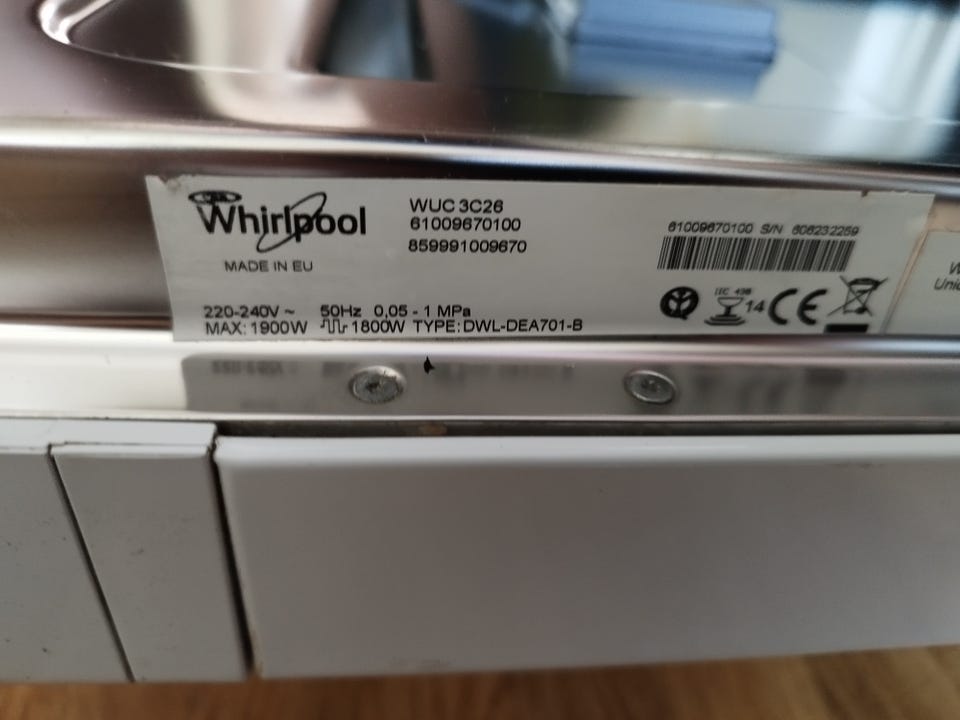 Whirlpool
MADE IN EU
WUC 3C26
61009670100
859991009670
61009670100 S/N 606232259
220-240V ~ 50Hz 0,05 - 1 MPa
MAX: 1900W 1800W TYPE: DWL-DEA701-B
IEC 436
14
CE